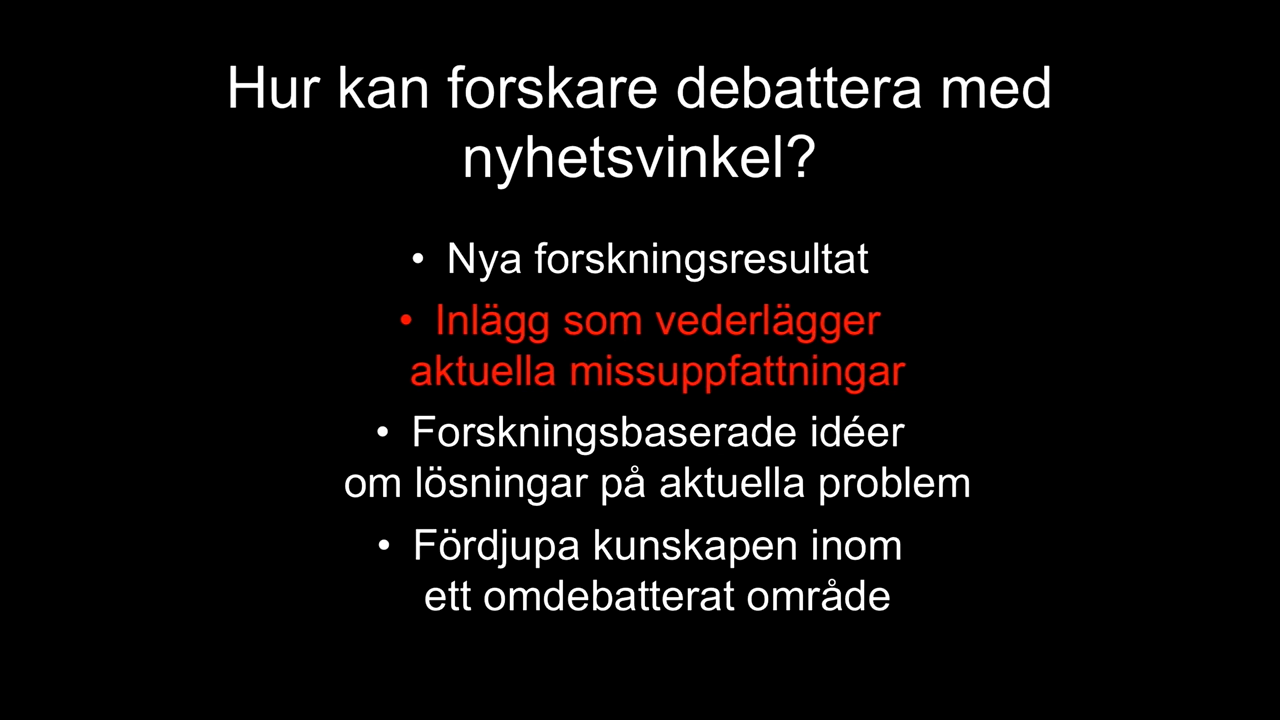 Hur kan forskare debattera med
nyhetsvinkel?
• Nya forskningsresultat
• Inlägg som vederlägger
aktuella missuppfattningar
• Forskningsbaserade idéer
om lösningar på aktuella problem
• Fördjupa kunskapen inom
ett omdebatterat område